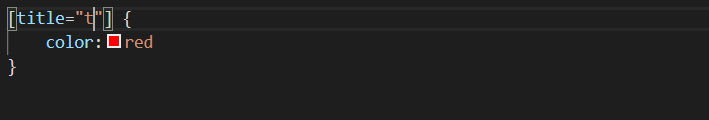 [title="t"] {
    color: red
}